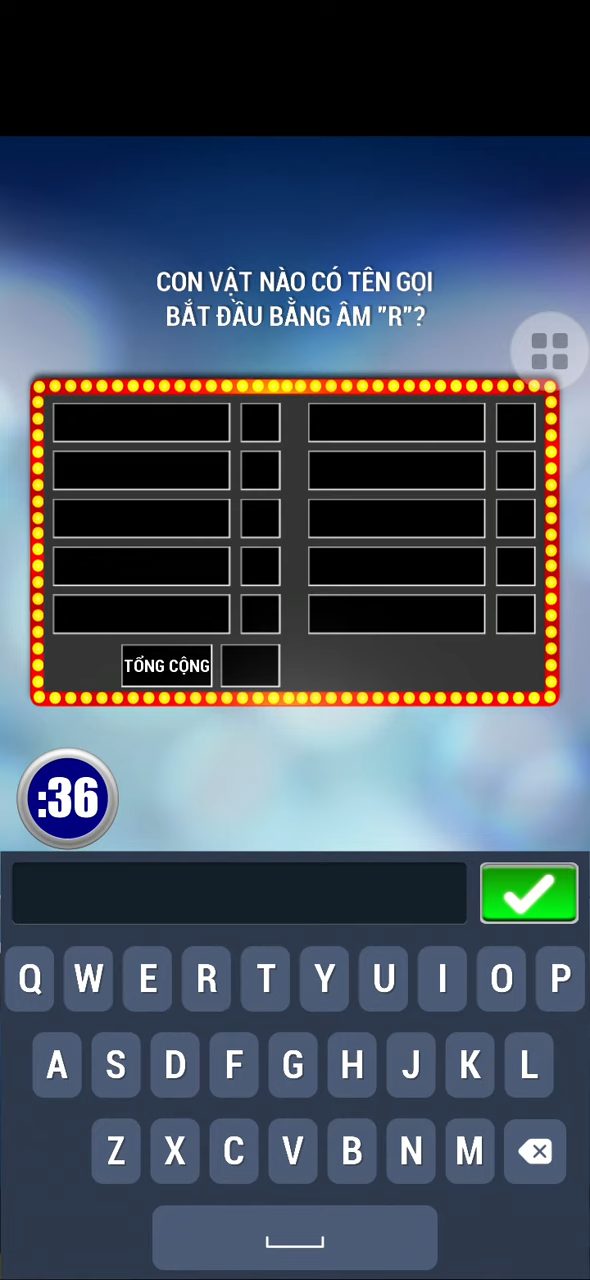 CON VẬT NÀO CÓ TÊN GỌI
BẮT ĐẦU BẰNG ÂM "R"?
TỔNG CỘNG
:36
Q W E R T Y U I O P
A S D F G H J K L
Z X C V B N M